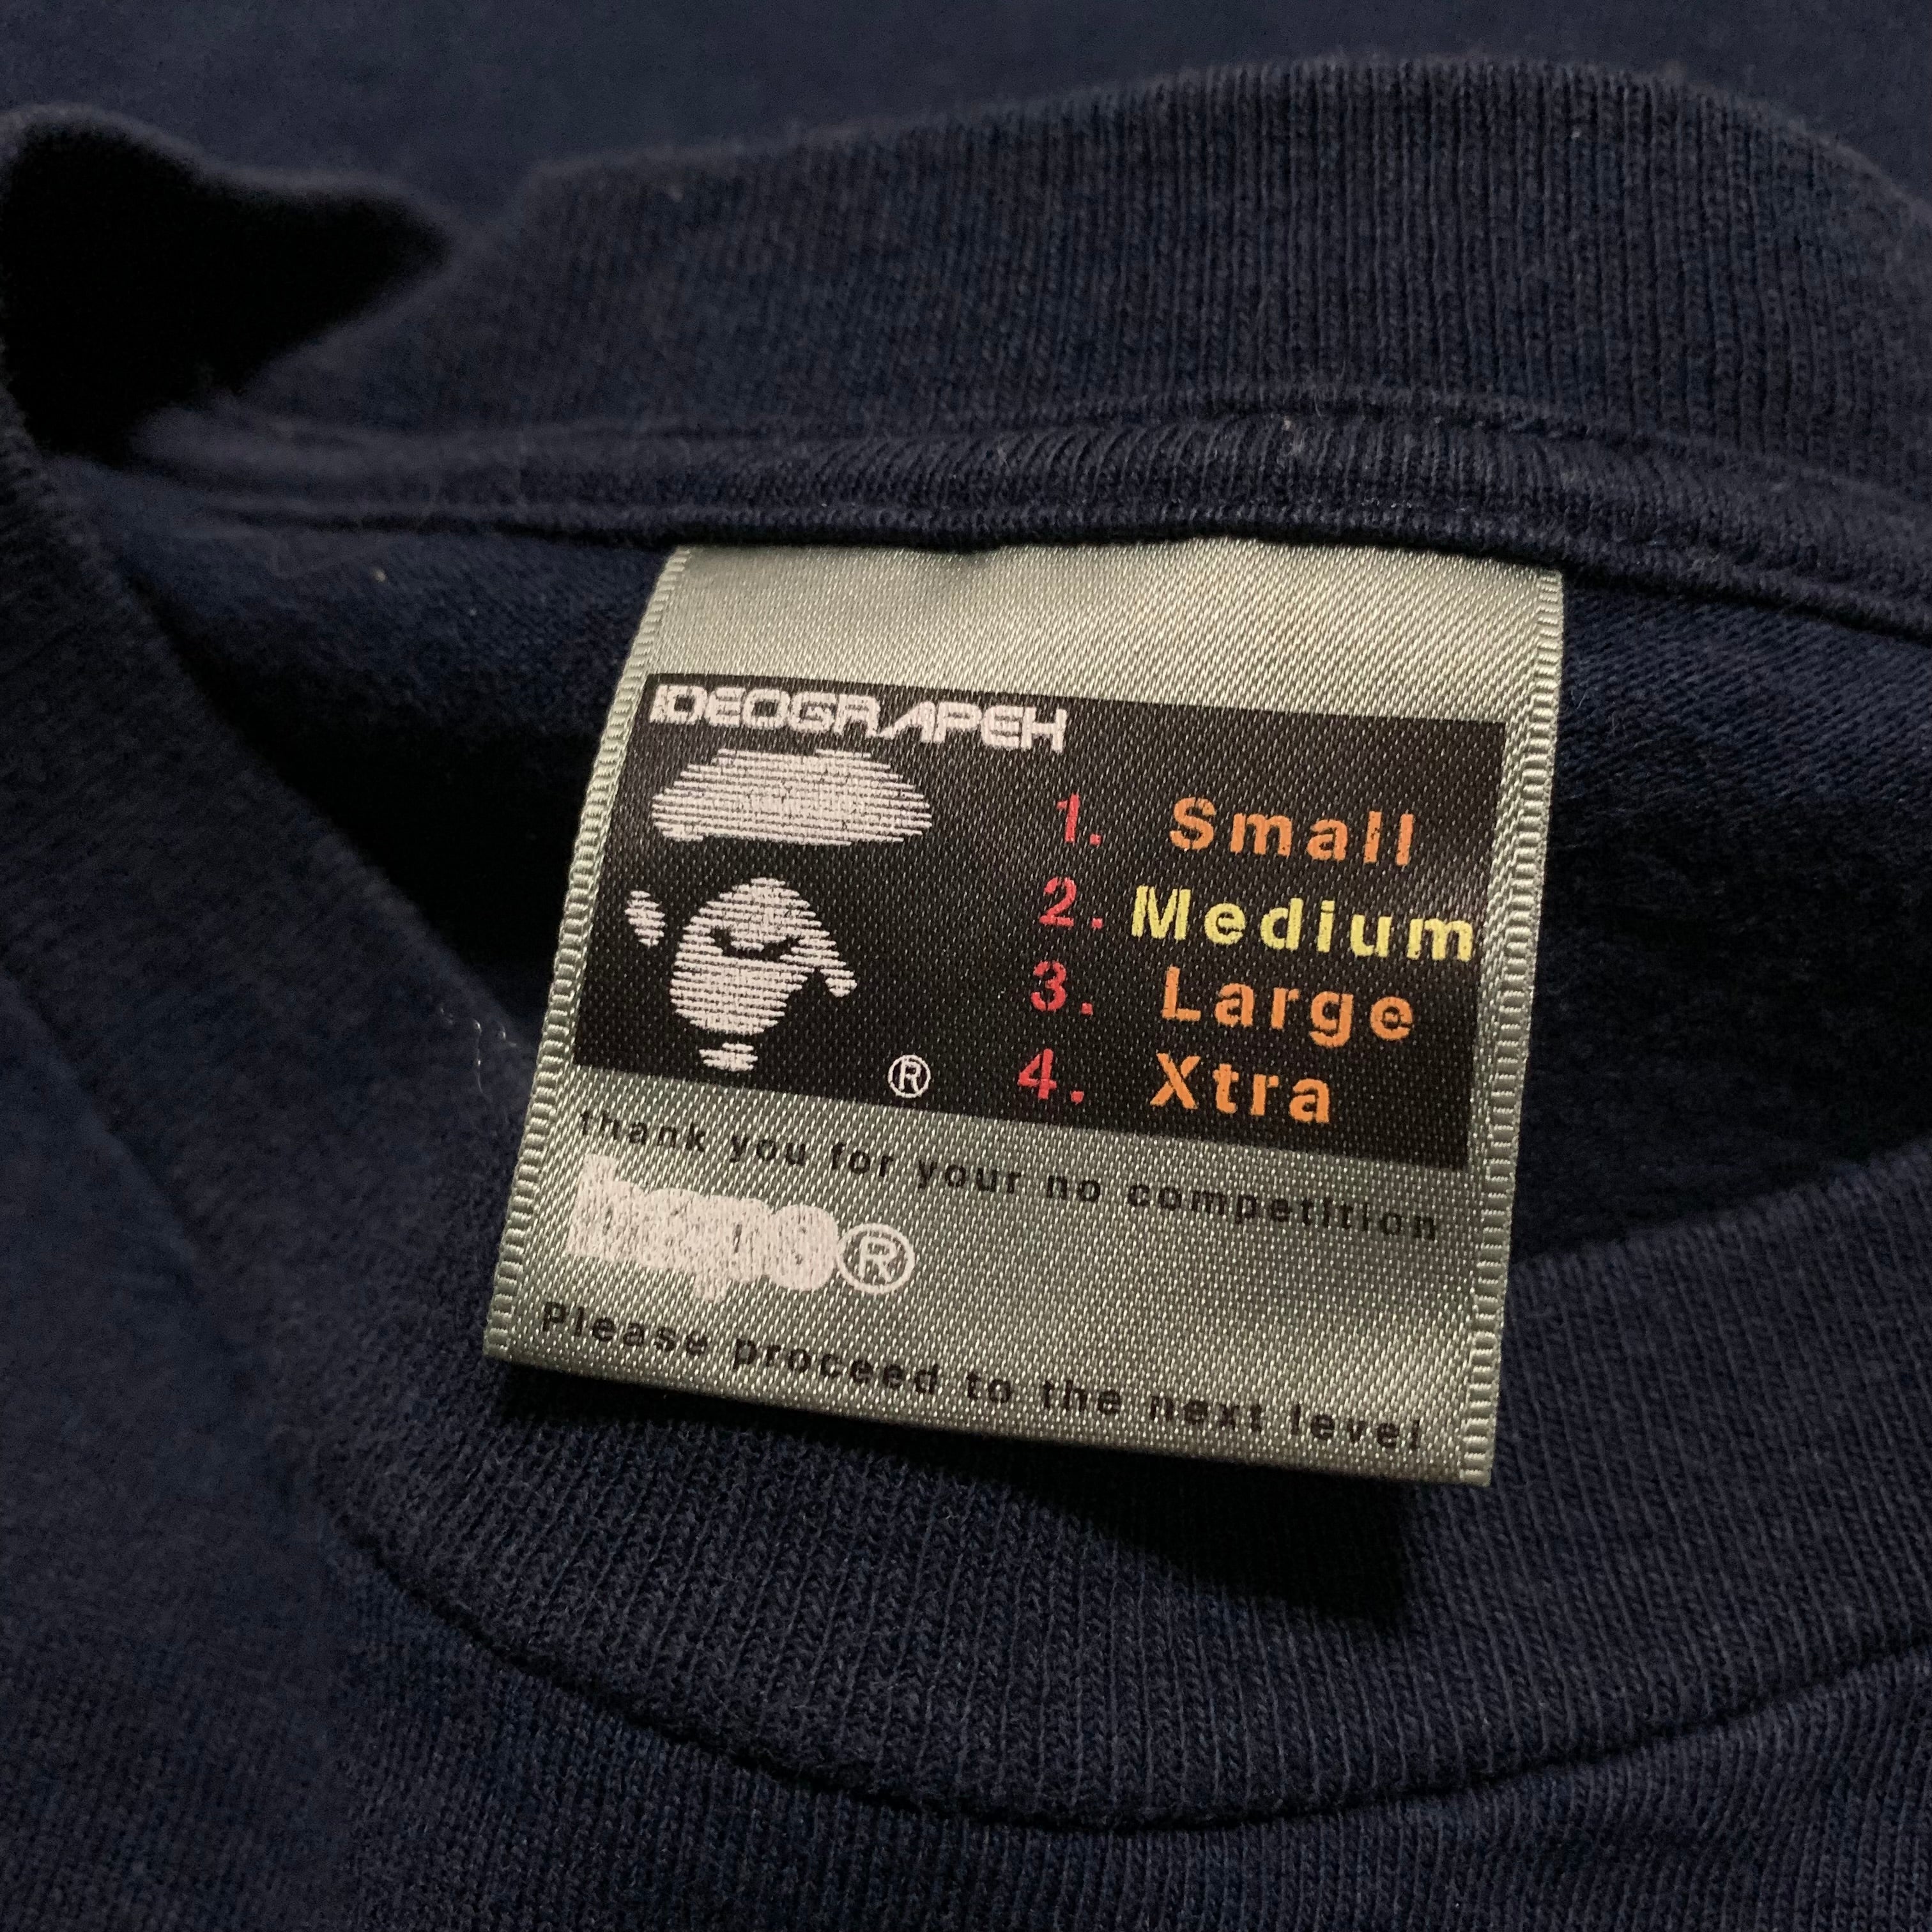 IDEOGRAPEH
1. Small
2. Medium
3. Large
4. Xtra
®
thank you for your no competition
hepo®
Please proceed to the next level